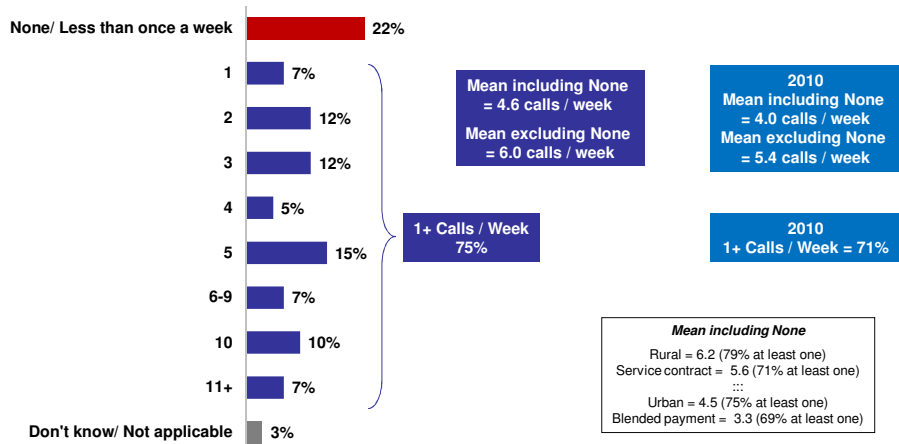 None/ Less than once a week
22%
1
7%
2
12%
3
12%
4
5%
5
15%
6-9
7%
10
10%
11+
7%
Don't know/ Not applicable
3%
1+ Calls / Week
75%
Mean including None
= 4.6 calls / week
Mean excluding None
= 6.0 calls / week
2010
Mean including None
= 4.0 calls / week
Mean excluding None
= 5.4 calls / week
2010
1+ Calls / Week = 71%
Mean including None
Rural = 6.2 (79% at least one)
Service contract =  5.6 (71% at least one)
:::
Urban = 4.5 (75% at least one)
Blended payment =  3.3 (69% at least one)